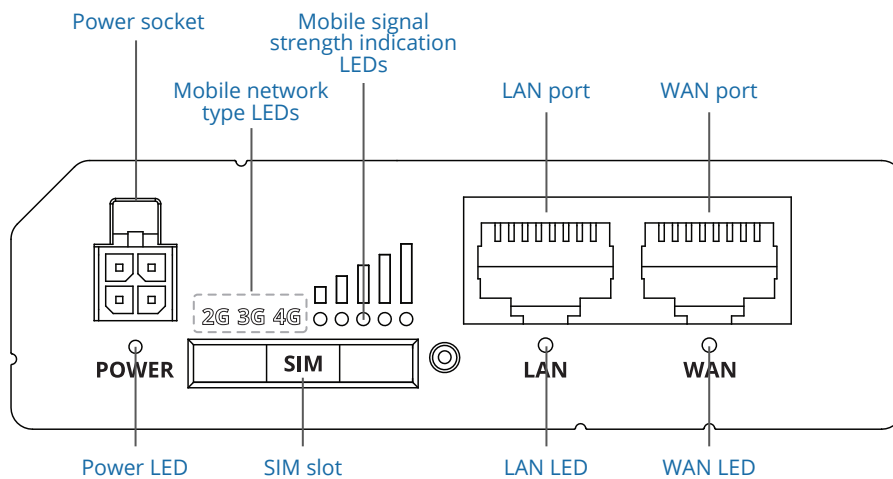 Power socket
Mobile signal
strength indication
LEDs
Mobile network
type LEDs
LAN port
WAN port
2G 3G 4G
POWER
SIM
LAN
WAN
Power LED
SIM slot
LAN LED
WAN LED